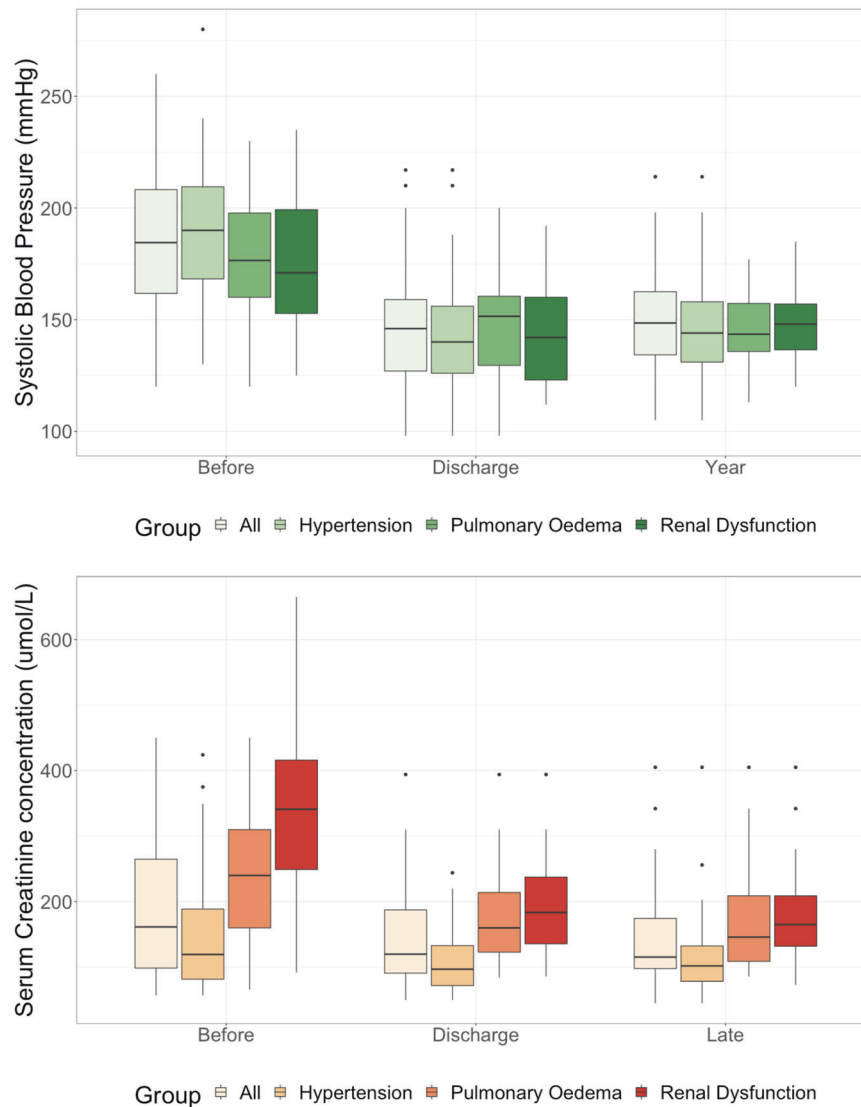 Systolic Blood Pressure (mmHg)
250
200
150
100
Before Discharge Year
Group All Hypertension Pulmonary Oedema Renal Dysfunction
Serum Creatinine concentration (umol/L)
600
400
200
Before Discharge Late
Group All Hypertension Pulmonary Oedema Renal Dysfunction